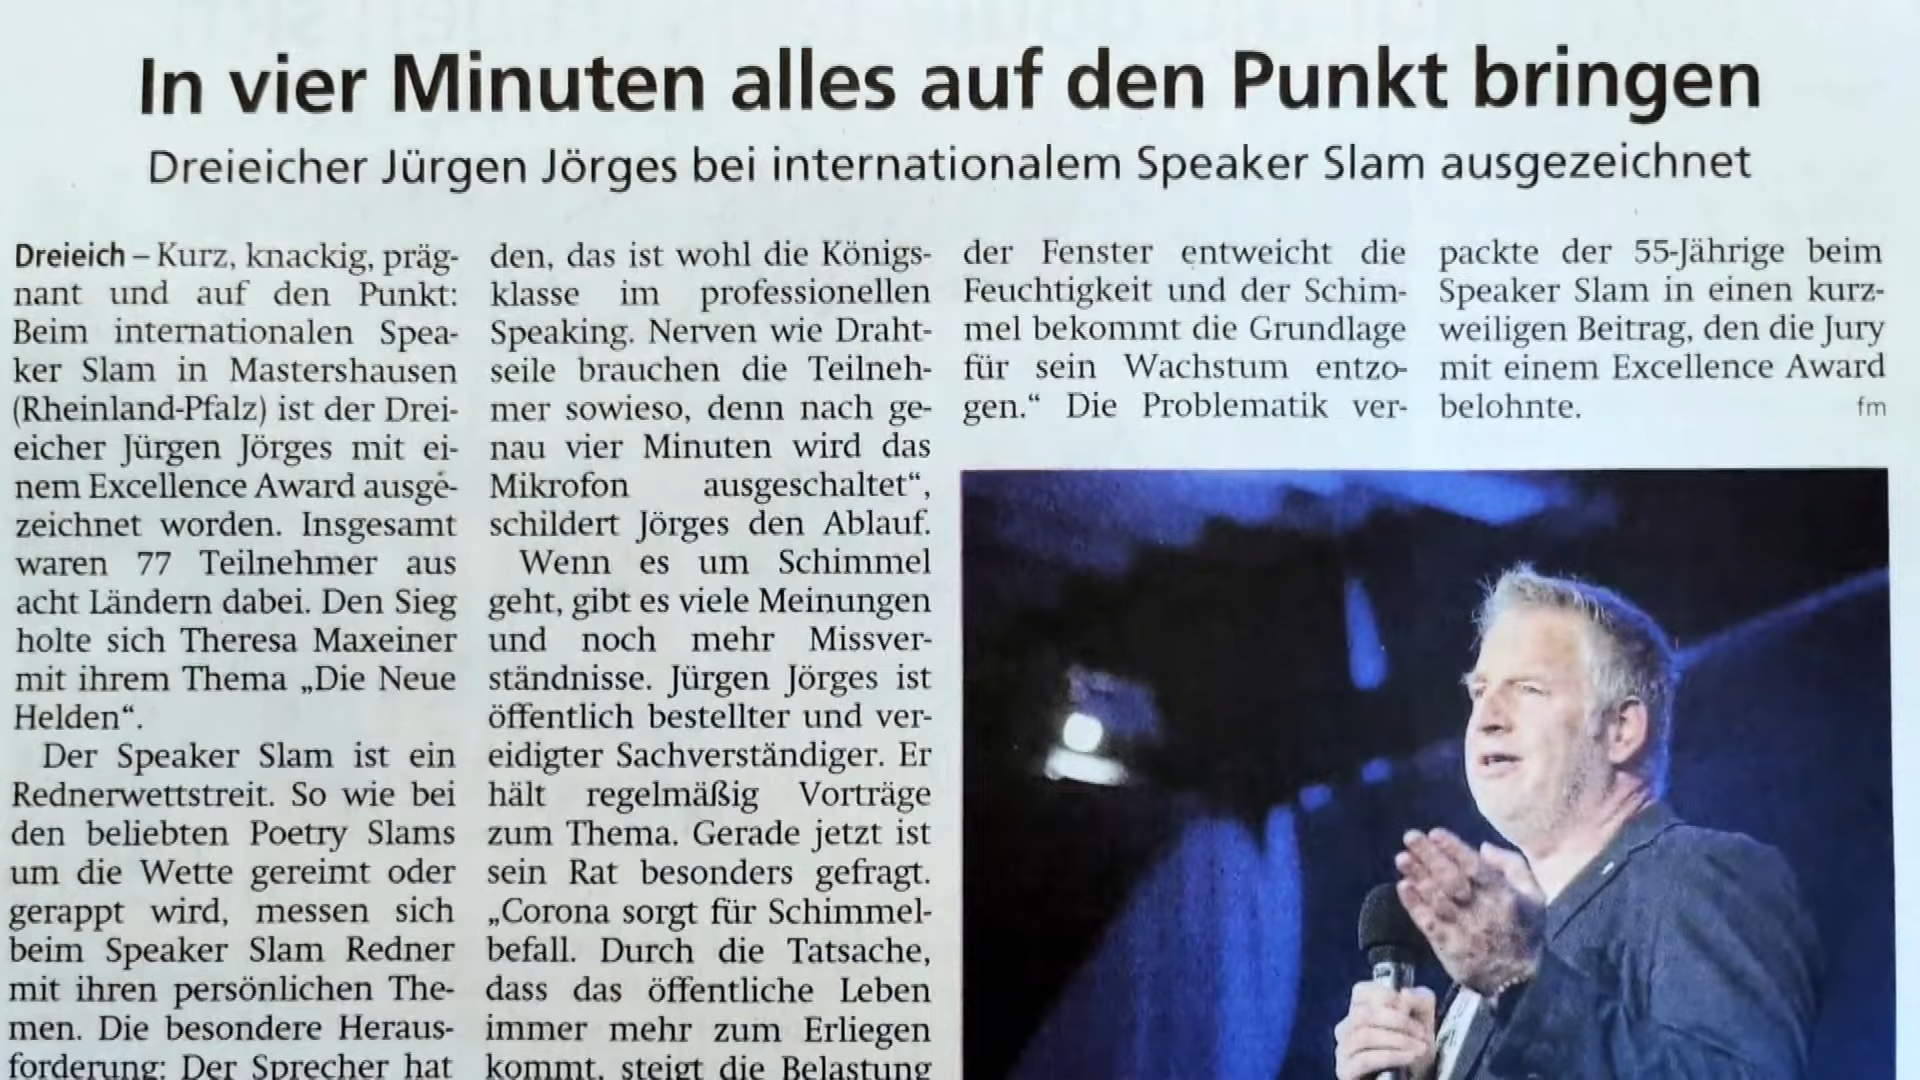 In vier Minuten alles auf den Punkt bringen
Dreieicher Jürgen Jörges bei internationalem Speaker Slam ausgezeichnet
Dreieich – Kurz, knackig, präg-
nant und auf den Punkt:
Beim internationalen Spea-
ker Slam in Mastershausen
(Rheinland-Pfalz) ist der Drei-
eicher Jürgen Jörges mit ei-
nem Excellence Award ausge-
zeichnet worden. Insgesamt
waren 77 Teilnehmer aus
acht Ländern dabei. Den Sieg
holte sich Theresa Maxeiner
mit ihrem Thema „Die Neue
Helden“.
Der Speaker Slam ist ein
Rednerwettstreit. So wie bei
den beliebten Poetry Slams
um die Wette gereimt oder
gerappt wird, messen sich
beim Speaker Slam Redner
mit ihren persönlichen The-
men. Die besondere Heraus-
forderung: Der Sprecher hat
den, das ist wohl die Königs-
klasse im professionellen
Speaking. Nerven wie Draht-
seile brauchen die Teilneh-
mer sowieso, denn nach ge-
nau vier Minuten wird das
Mikrofon ausgeschaltet“,
schildert Jörges den Ablauf.
Wenn es um Schimmel
geht, gibt es viele Meinungen
und noch mehr Missver-
ständnisse. Jürgen Jörges ist
öffentlich bestellter und ver-
eidigter Sachverständiger. Er
hält regelmäßig Vorträge
zum Thema. Gerade jetzt ist
sein Rat besonders gefragt.
„Corona sorgt für Schimmel-
befall. Durch die Tatsache,
dass das öffentliche Leben
immer mehr zum Erliegen
kommt, steigt die Belastung
der Fenster entweicht die
Feuchtigkeit und der Schim-
mel bekommt die Grundlage
für sein Wachstum entzo-
gen.“ Die Problematik ver-
packte der 55-Jährige beim
Speaker Slam in einen kurz-
weiligen Beitrag, den die Jury
mit einem Excellence Award
belohnte. fm